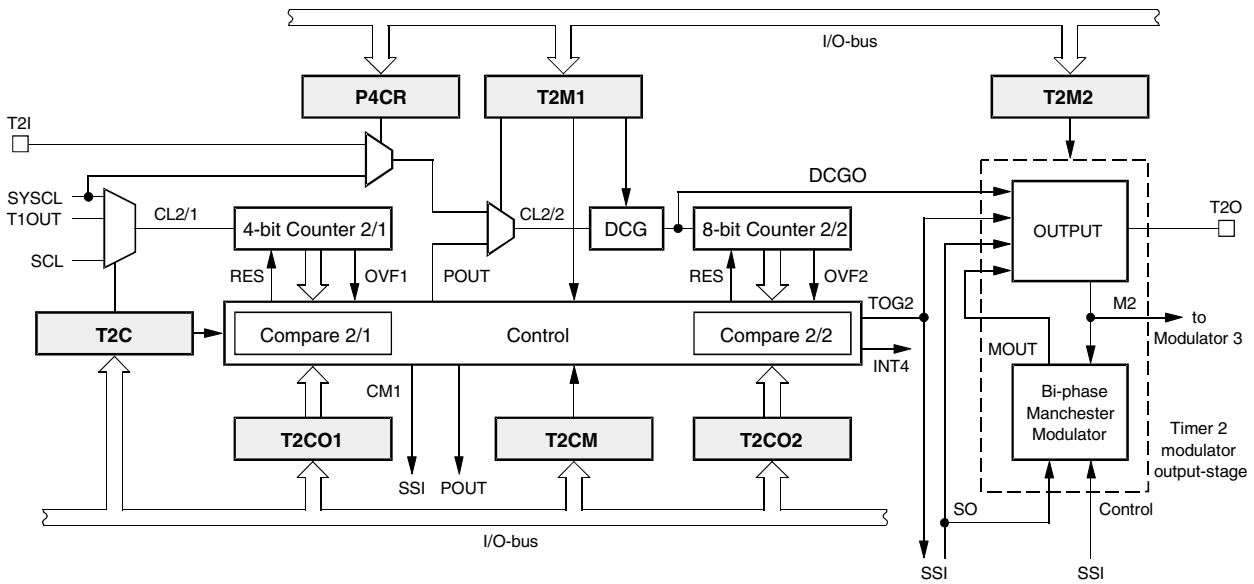 I/O-bus
P4CR
T2M1
T2M2
T2I
SYSCL
T1OUT
SCL
CL2/1
4-bit Counter 2/1
CL2/2
DCG
DCGO
8-bit Counter 2/2
OUTPUT
T2O
RES
OVF1
POUT
RES
OVF2
TOG2
M2
to
Modulator 3
T2C
Compare 2/1
Control
Compare 2/2
INT4
MOUT
CM1
Bi-phase
Manchester
Modulator
Timer 2
modulator
output-stage
T2CO1
T2CM
T2CO2
SSI
POUT
SO
Control
I/O-bus
SSI
SSI